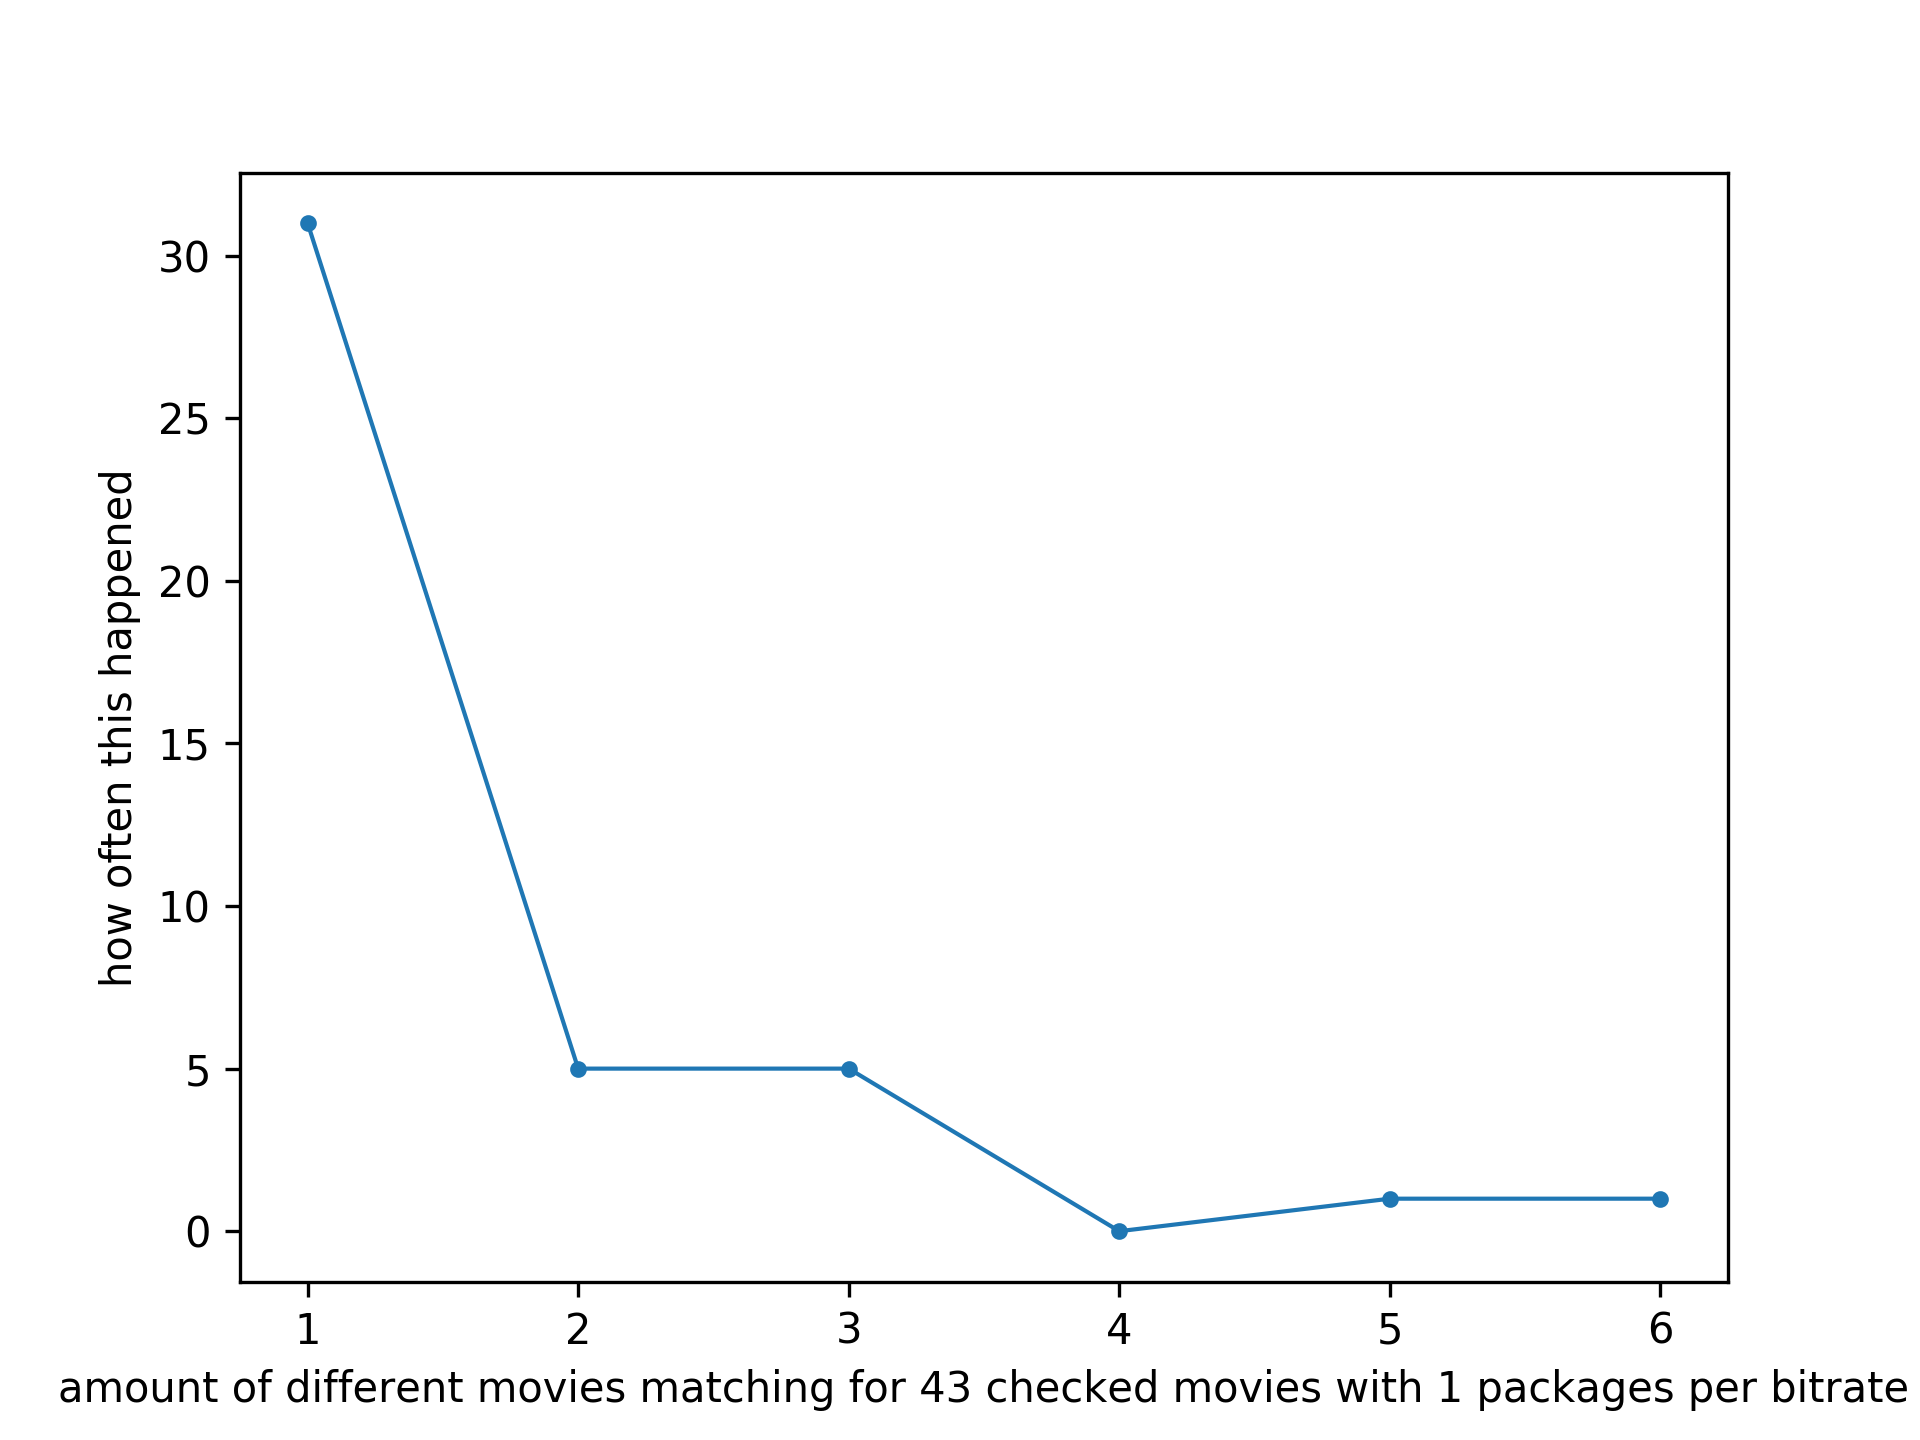 30
25
20
15
10
5
0
how often this happened
1 2 3 4 5 6
amount of different movies matching for 43 checked movies with 1 packages per bitrate